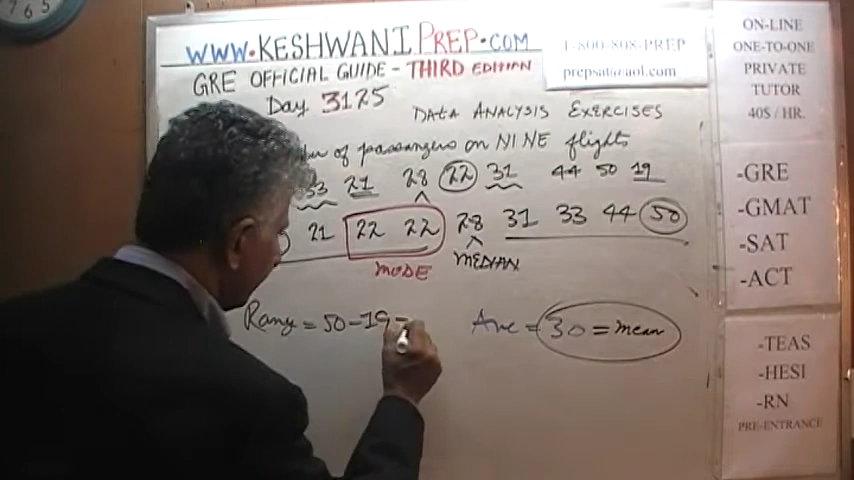 WWW.KESHWANIPREP.COM
GRE OFFICIAL GUIDE - THIRD EDITION
1-800-808-PREP
prepsat@aol.com
Day 3125
DATA ANALYSIS EXERCISES
of passengers on NINE flights
33 21 28 22 31 44 50 19
21 22 22 28 31 33 44 50
MODE
MEDIAN
Range = 50-19 =
Ave = 30 = mean
ON-LINE
ONE-TO-ONE
PRIVATE
TUTOR
40$ / HR.
-GRE
-GMAT
-SAT
-ACT
-TEAS
-HESI
-RN
PRE-ENTRANCE